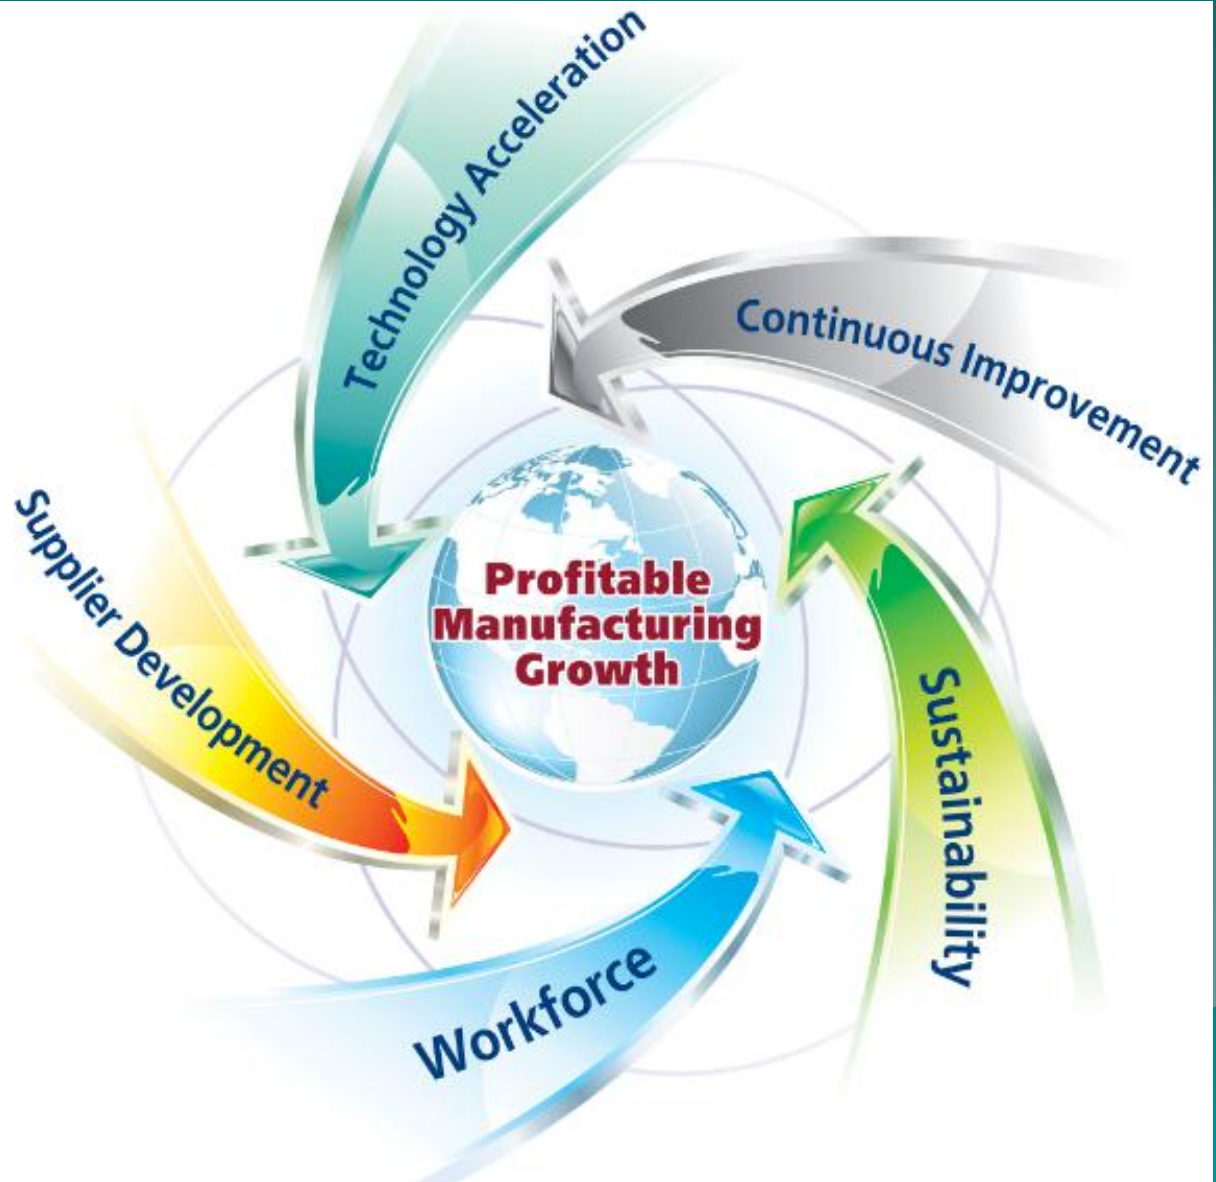 Technology Acceleration
Continuous Improvement
Supplier Development
Profitable
Manufacturing
Growth
Sustainability
Workforce